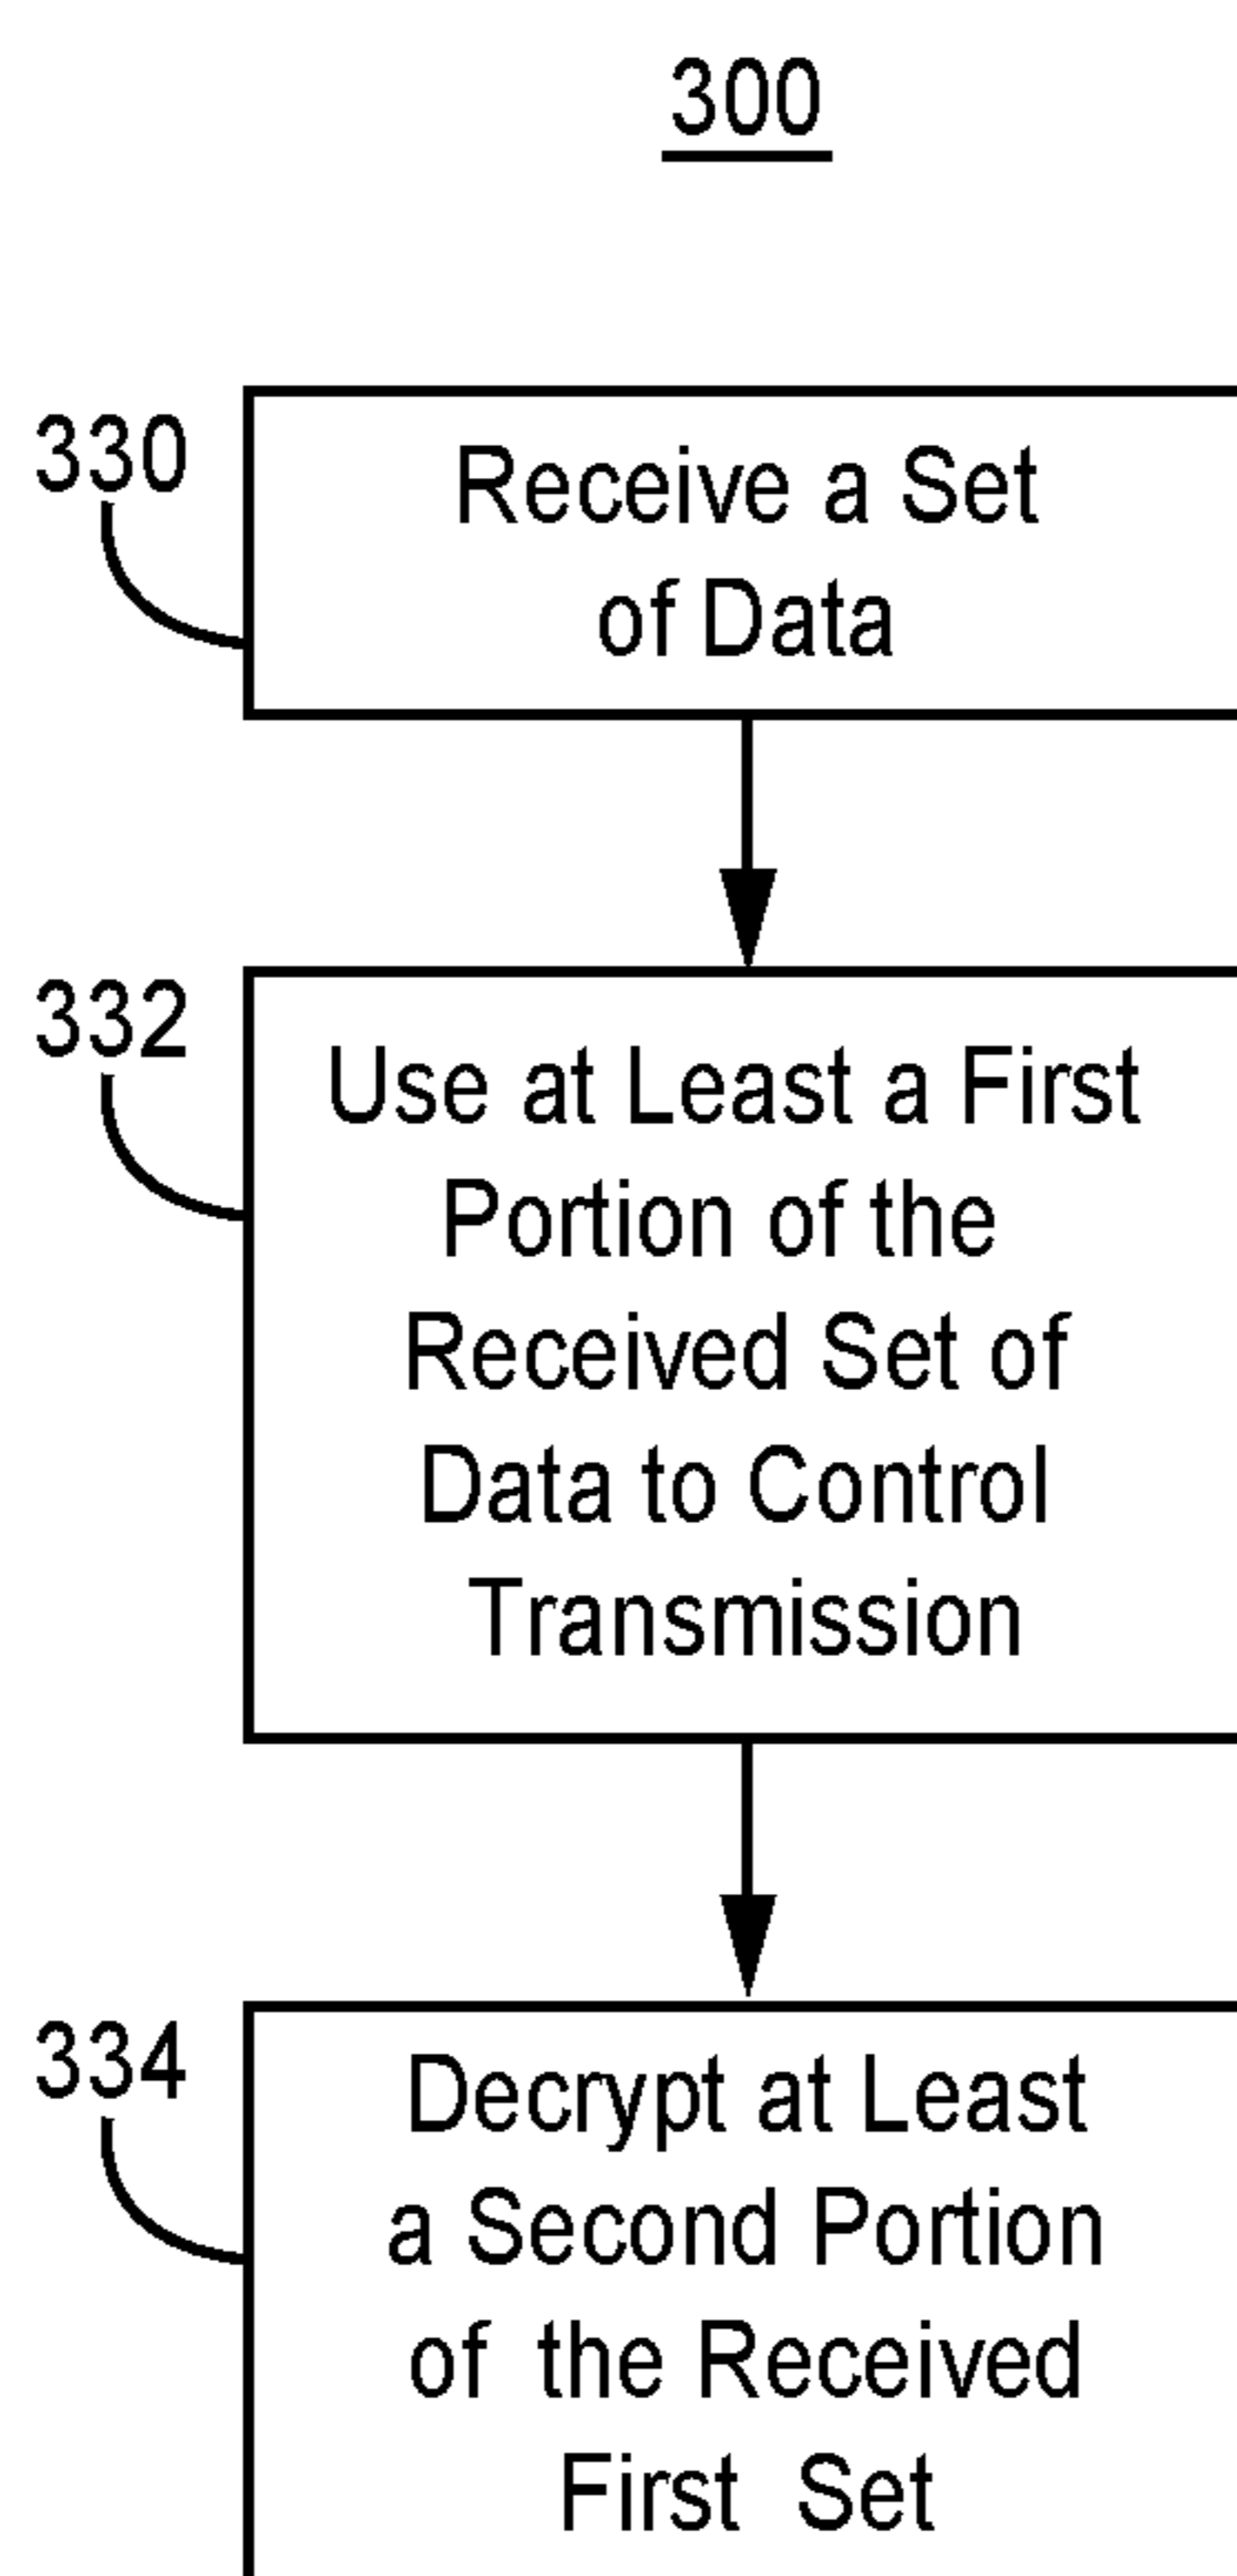 300
330
Receive a Set
of Data
332
Use at Least a First
Portion of the
Received Set of
Data to Control
Transmission
334
Decrypt at Least
a Second Portion
of the Received
First Set